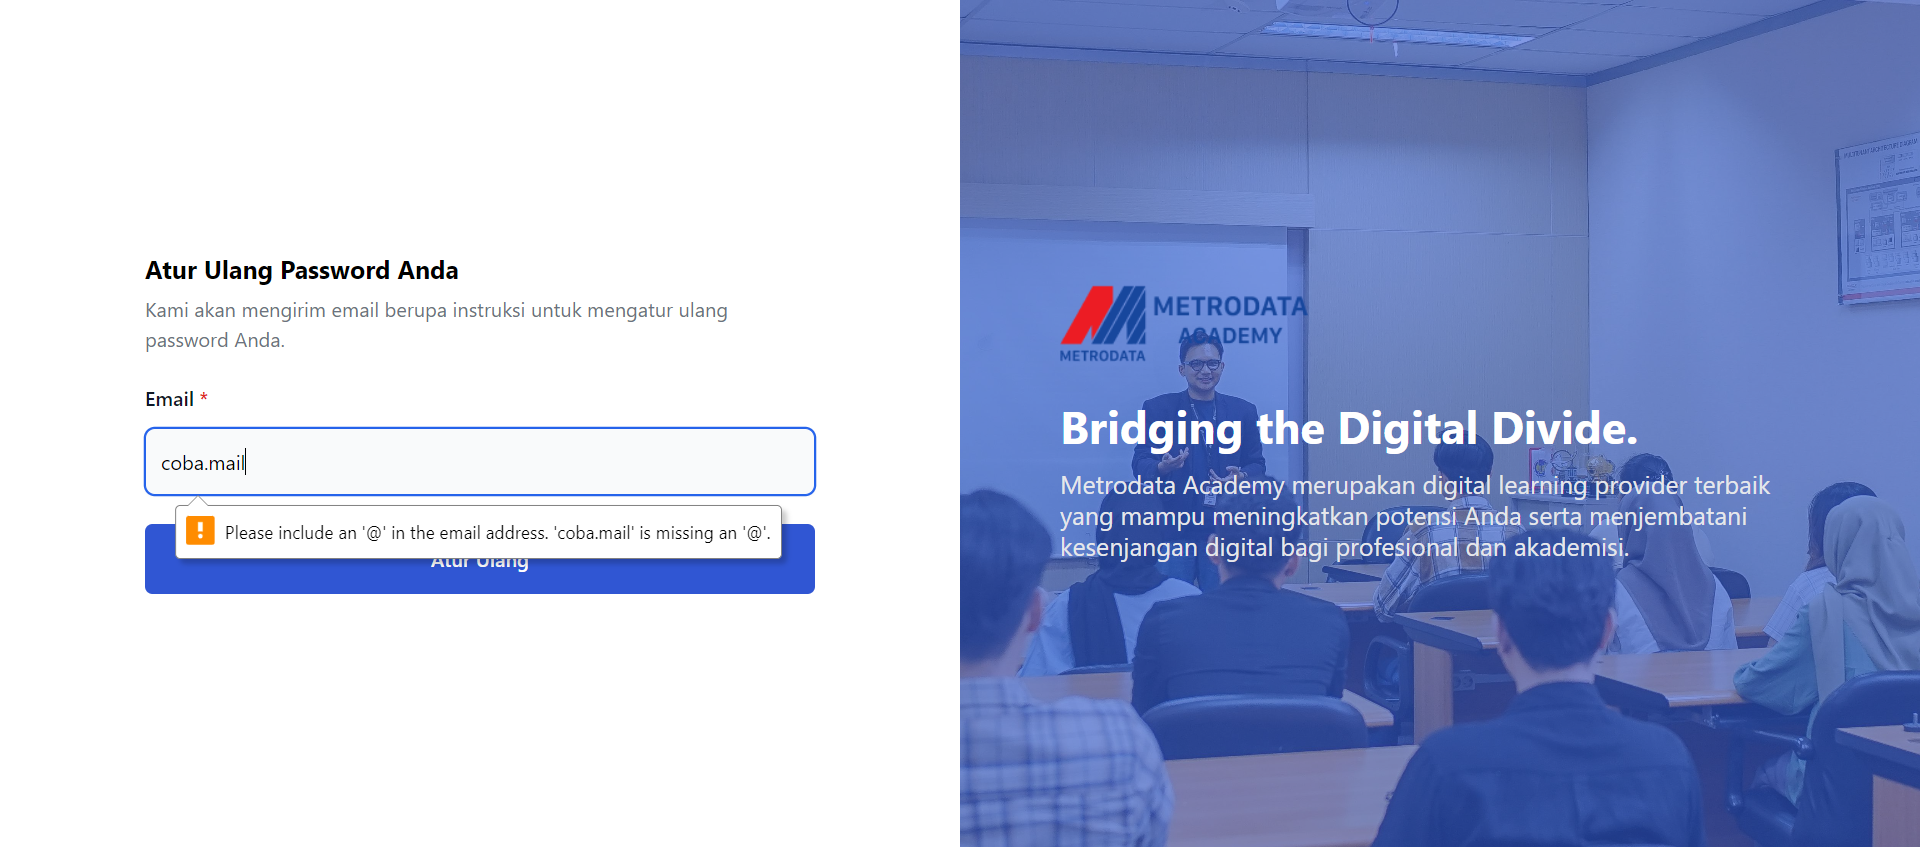 Atur Ulang Password Anda
Kami akan mengirim email berupa instruksi untuk mengatur ulang
password Anda.
Email *
coba.mail
Please include an '@' in the email address. 'coba.mail' is missing an '@'.
Atur Ulang
METRODATA
ACADEMY
METRODATA
Bridging the Digital Divide.
Metrodata Academy merupakan digital learning provider terbaik
yang mampu meningkatkan potensi Anda serta menjembatani
kesenjangan digital bagi profesional dan akademisi.